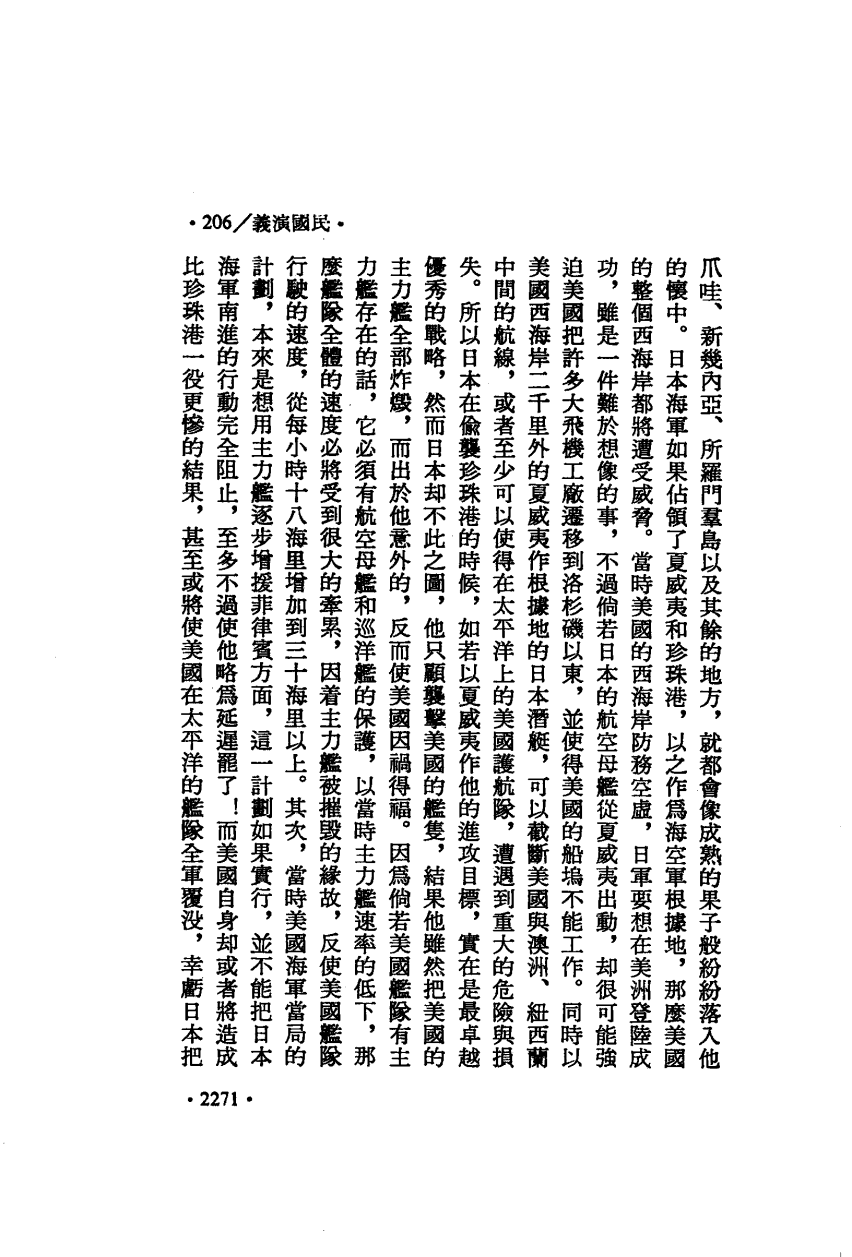 ·206／義演國民·
爪哇、新幾內亞、所羅門羣島以及其餘的地方，就都會像成熟的果子般紛紛落入他
的懷中。日本海軍如果佔領了夏威夷和珍珠港，以之作爲海空軍根據地，那麼美國
的整個西海岸都將遭受威脅。當時美國的西海岸防務空虛，日軍要想在美洲登陸成
功，雖是一件難於想像的事，不過倘若日本的航空母艦從夏威夷出動，却很可能強
迫美國把許多大飛機工廠遷移到洛杉磯以東，並使得美國的船塢不能工作。同時以
美國西海岸二千里外的夏威夷作根據地的日本潛艇，可以截斷美國與澳洲、紐西蘭
中間的航線，或者至少可以使得在太平洋上的美國護航隊，遭遇到重大的危險與損
失。所以日本在偸襲珍珠港的時候，如若以夏威夷作他的進攻目標，實在是最卓越
優秀的戰略，然而日本却不此之圖，他只顧襲擊美國的艦隻，結果他雖然把美國的
主力艦全部炸燬，而出於他意外的，反而使美國因禍得福。因爲倘若美國艦隊有主
力艦存在的話，它必須有航空母艦和巡洋艦的保護，以當時主力艦速率的低下，那
麼艦隊全體的速度必將受到很大的牽累，因着主力艦被摧毀的緣故，反使美國艦隊
行駛的速度，從每小時十八海里增加到三十海里以上。其次，當時美國海軍當局的
計劃，本來是想用主力艦逐步增援菲律賓方面，這一計劃如果實行，並不能把日本
海軍南進的行動完全阻止，至多不過使他略爲延遲罷了！而美國自身却或者將造成
比珍珠港一役更慘的結果，甚至或將使美國在太平洋的艦隊全軍覆沒，幸虧日本把
·2271·